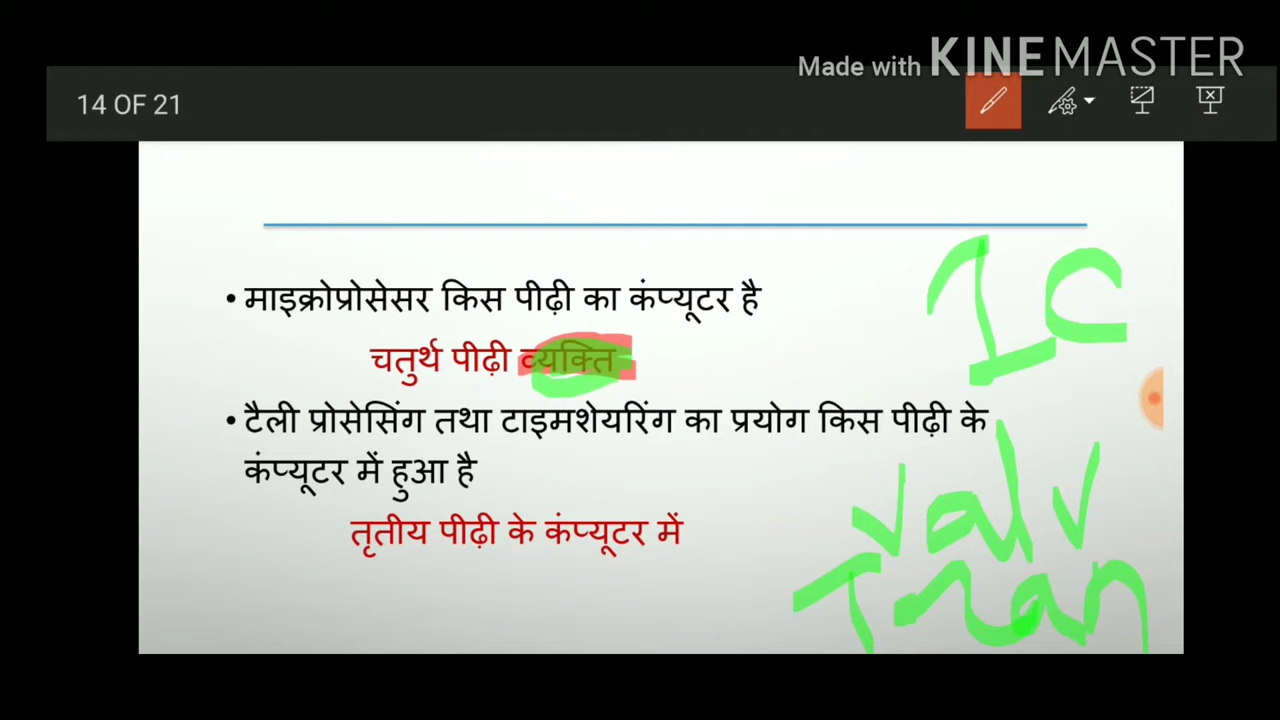 Made with KINEMASTER
14 OF 21
• माइक्रोप्रोसेसर किस पीढ़ी का कंप्यूटर है
चतुर्थ पीढ़ी व्यक्ति
• टैली प्रोसेसिंग तथा टाइमशेयरिंग का प्रयोग किस पीढ़ी के
कंप्यूटर में हुआ है
तृतीय पीढ़ी के कंप्यूटर में
Ic
valv
Tran